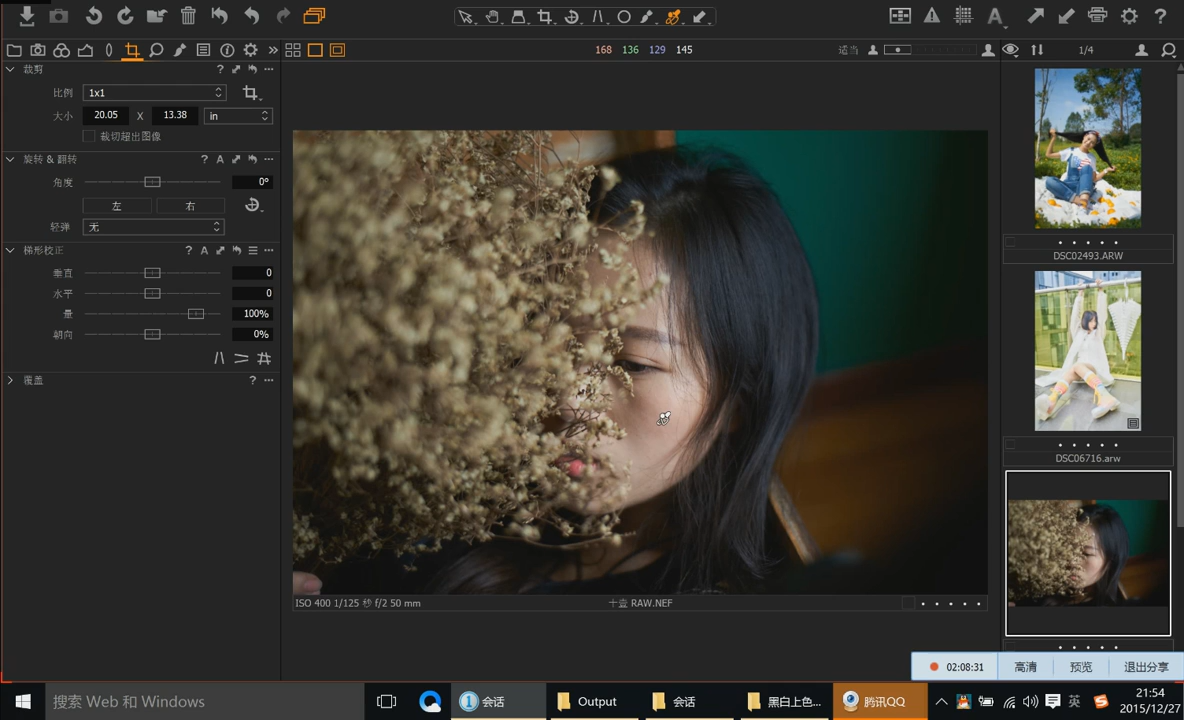 168 136 129 145
适当
1/4
裁剪
?
比例 1x1
大小 20.05 X 13.38 in
裁切超出图像
旋转 & 翻转
? A
角度 0°
左 右
轻弹 无
梯形校正
? A
垂直 0
水平 0
量 100%
朝向 0%
覆盖
?
ISO 400 1/125 秒 f/2 50 mm
十壹 RAW.NEF
DSC02493.ARW
DSC06716.arw
02:08:31 高清 预览 退出分享
搜索 Web 和 Windows
会话
Output
会话
黑白上色...
腾讯QQ
英
21:54
2015/12/27